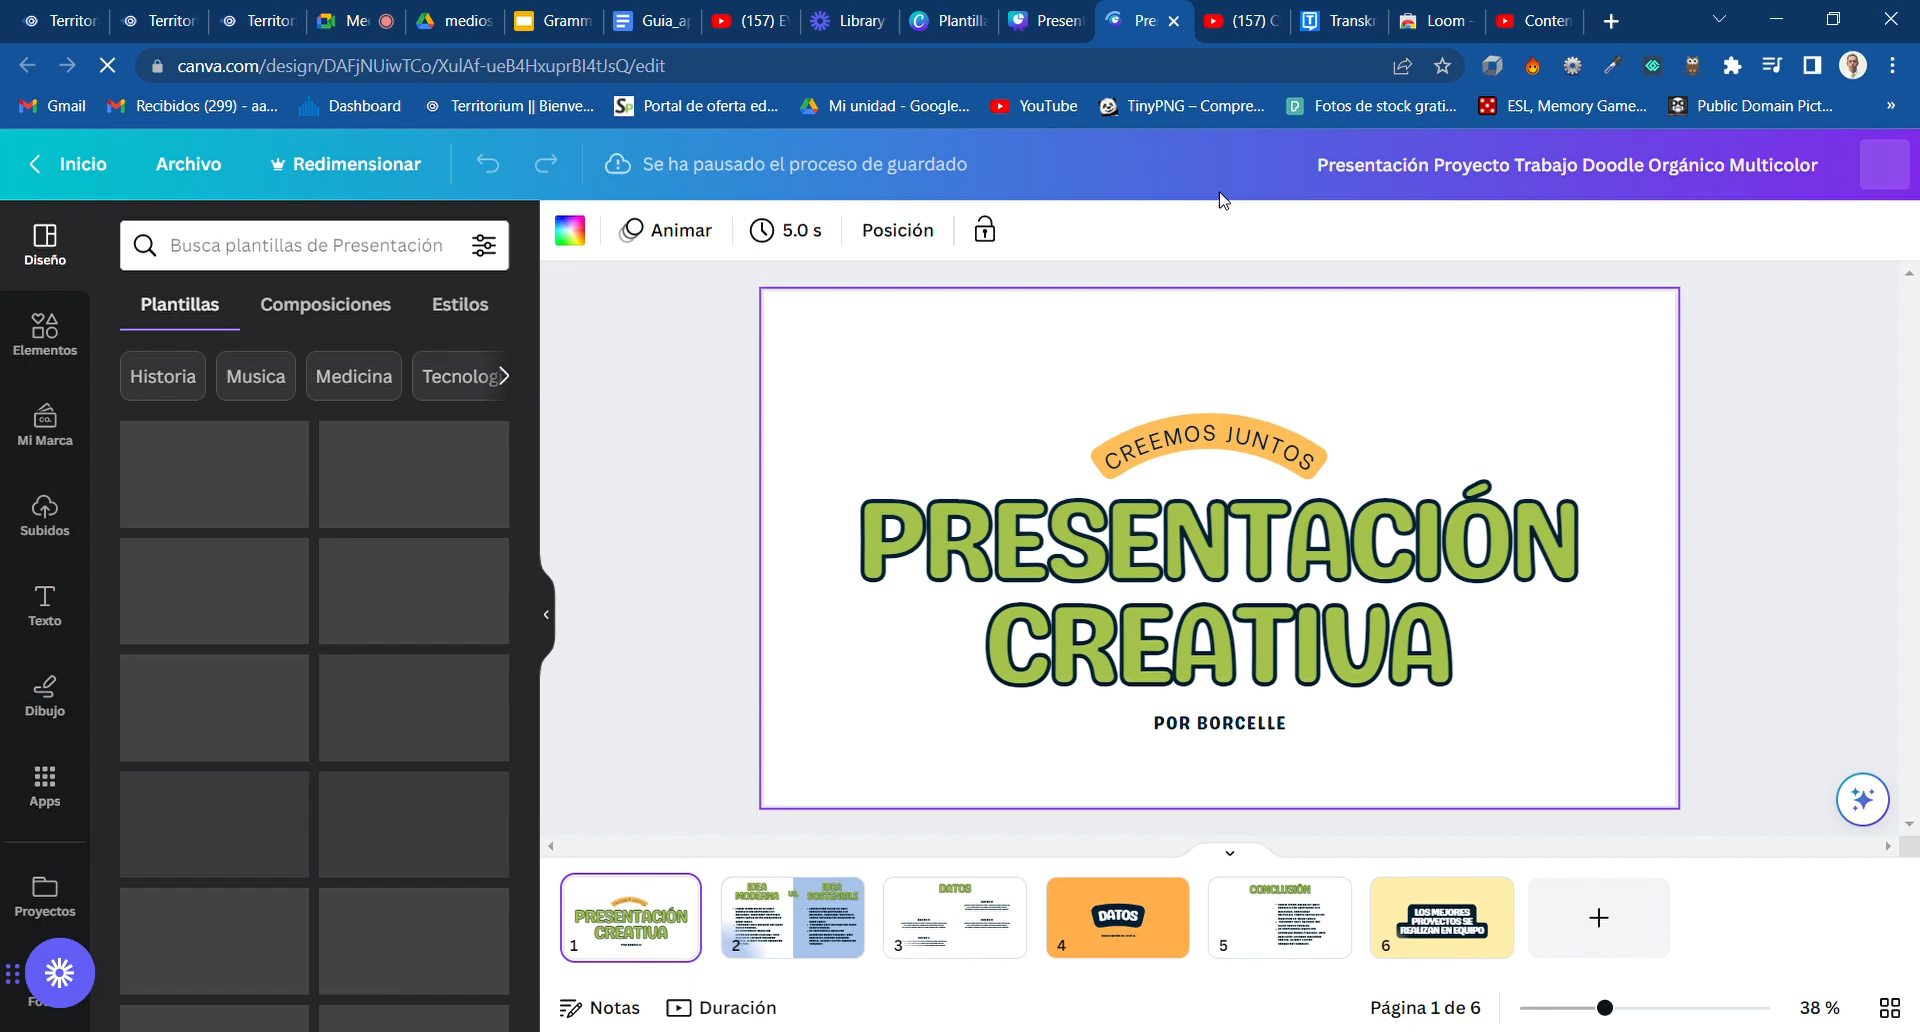 Territor
Territor
Territor
Me
medios
Gramm
Guia_a
(157) E
Library
Plantill
Present
Pre
(157) C
Transkr
Loom -
Conten
canva.com/design/DAFjNUiwTCo/XulAf-ueB4HxuprBl4tJsQ/edit
Gmail
Recibidos (299) - aa...
Dashboard
Territorium || Bienve...
Portal de oferta ed...
Mi unidad - Google...
YouTube
TinyPNG – Compre...
Fotos de stock grati...
ESL, Memory Game...
Public Domain Pict...
»
Inicio
Archivo
Redimensionar
Se ha pausado el proceso de guardado
Presentación Proyecto Trabajo Doodle Orgánico Multicolor
Diseño
Elementos
Mi Marca
Subidos
Texto
Dibujo
Apps
Proyectos
Busca plantillas de Presentación
Plantillas
Composiciones
Estilos
Historia
Musica
Medicina
Tecnolog
Animar
5.0 s
Posición
CREEMOS JUNTOS
PRESENTACIÓN
CREATIVA
POR BORCELLE
PRESENTACIÓN
CREATIVA
1
IDEA
MODERNA
VS.
IDEA
SOSTENIBLE
2
DATOS
3
DATOS
4
CONCLUSIÓN
5
LOS MEJORES
PROYECTOS SE
REALIZAN EN EQUIPO
6
Notas
Duración
Página 1 de 6
38 %